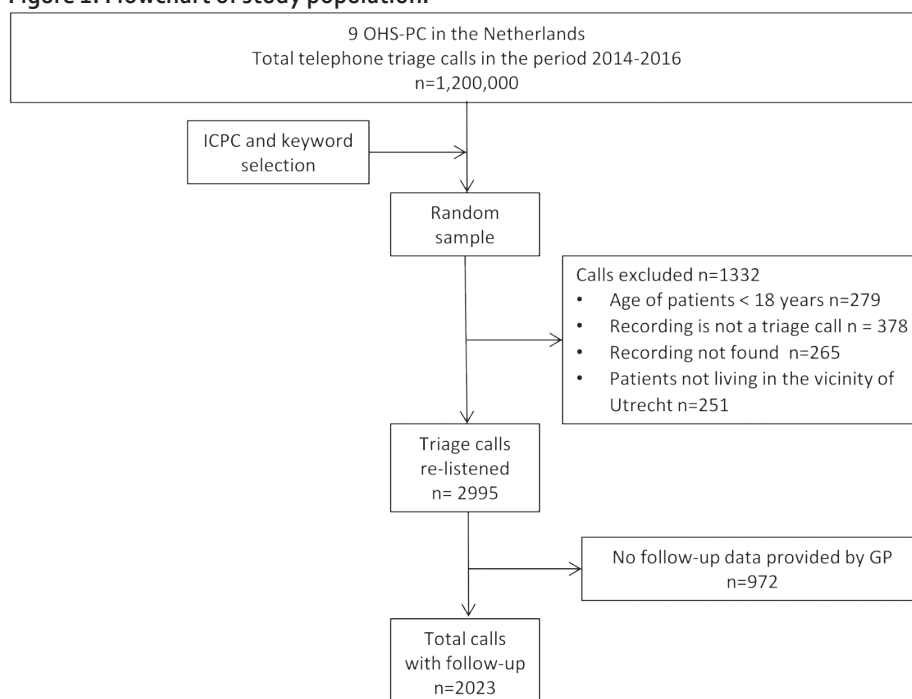 Figure 1. Flowchart of study population.
9 OHS-PC in the Netherlands
Total telephone triage calls in the period 2014-2016
n=1,200,000
ICPC and keyword
selection
Random
sample
Calls excluded n=1332
• Age of patients < 18 years n=279
• Recording is not a triage call n = 378
• Recording not found n=265
• Patients not living in the vicinity of
Utrecht n=251
Triage calls
re-listened
n= 2995
No follow-up data provided by GP
n=972
Total calls
with follow-up
n=2023